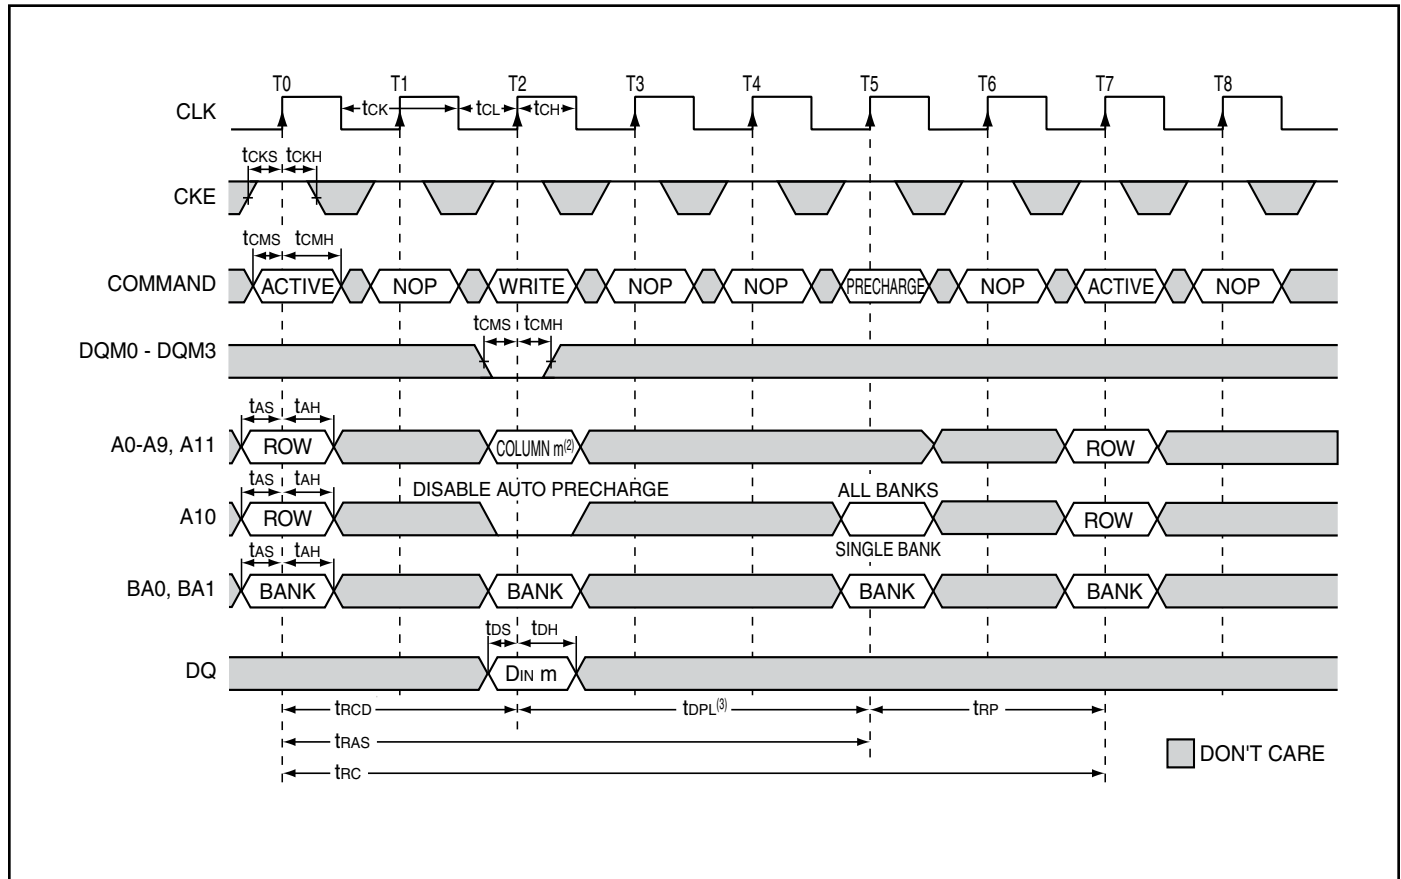 T0 T1 T2 T3 T4 T5 T6 T7 T8
CLK tCK tCL tCH
tCKS tCKH
CKE
tCMS tCMH
COMMAND ACTIVE NOP WRITE NOP NOP PRECHARGE NOP ACTIVE NOP
tCMS tCMH
DQM0 - DQM3
tAS tAH
A0-A9, A11 ROW COLUMN m(2) ROW
tAS tAH DISABLE AUTO PRECHARGE ALL BANKS
A10 ROW ROW
tAS tAH SINGLE BANK
BA0, BA1 BANK BANK BANK BANK
tDS tDH
DQ DIN m
tRCD tDPL(3) tRP
tRAS
DON'T CARE
tRC